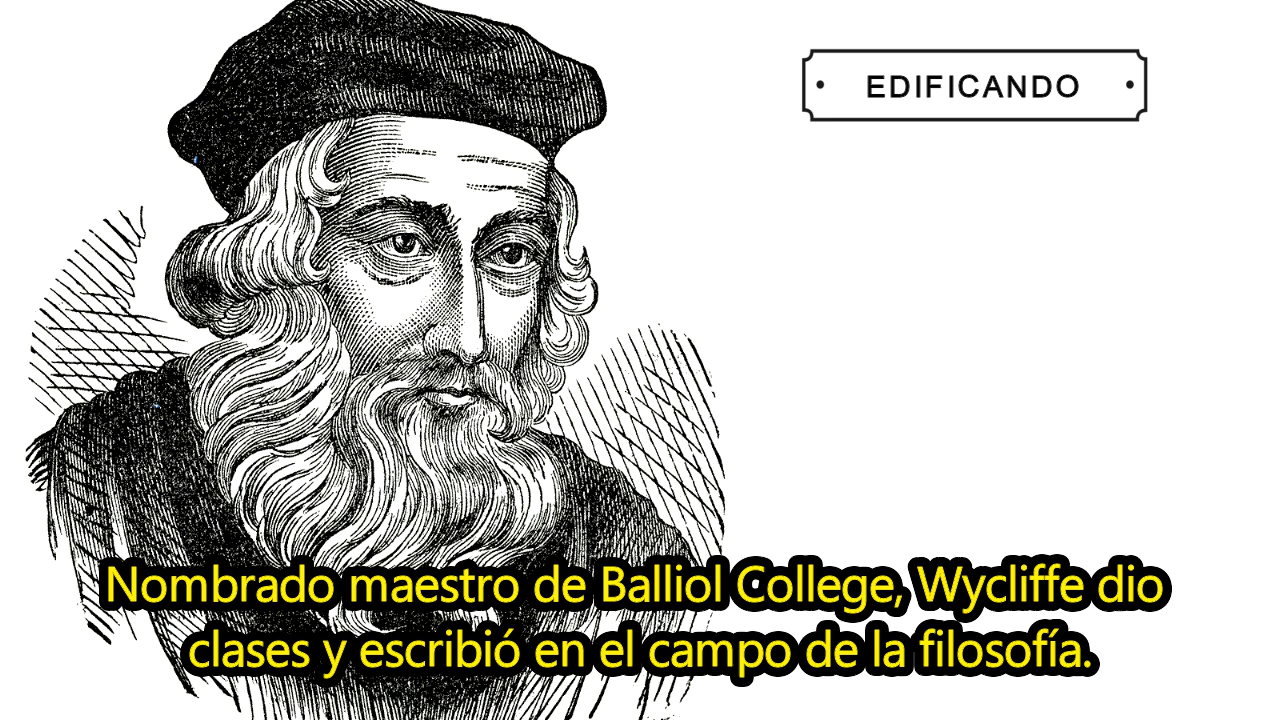 EDIFICANDO
Nombrado maestro de Balliol College, Wycliffe dio
clases y escribió en el campo de la filosofía.